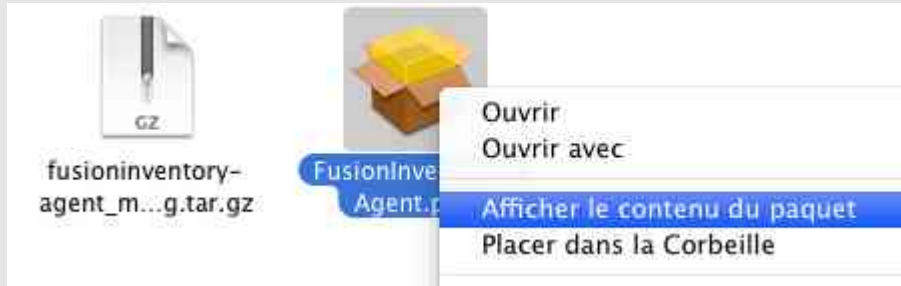 GZ
fusioninventory-
agent_m...g.tar.gz
FusionInve
Agent.p
Ouvrir
Ouvrir avec
Afficher le contenu du paquet
Placer dans la Corbeille